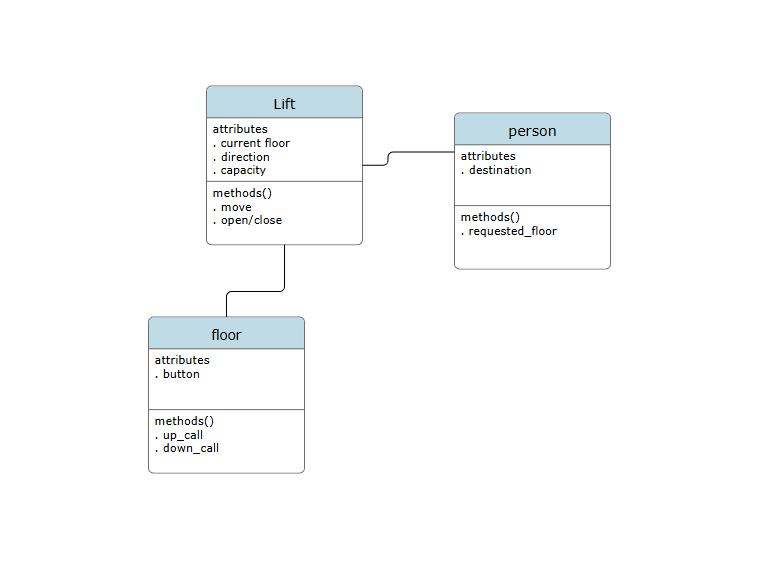 Lift
attributes
. current floor
. direction
. capacity
methods()
. move
. open/close
person
attributes
. destination
methods()
. requested_floor
floor
attributes
. button
methods()
. up_call
. down_call